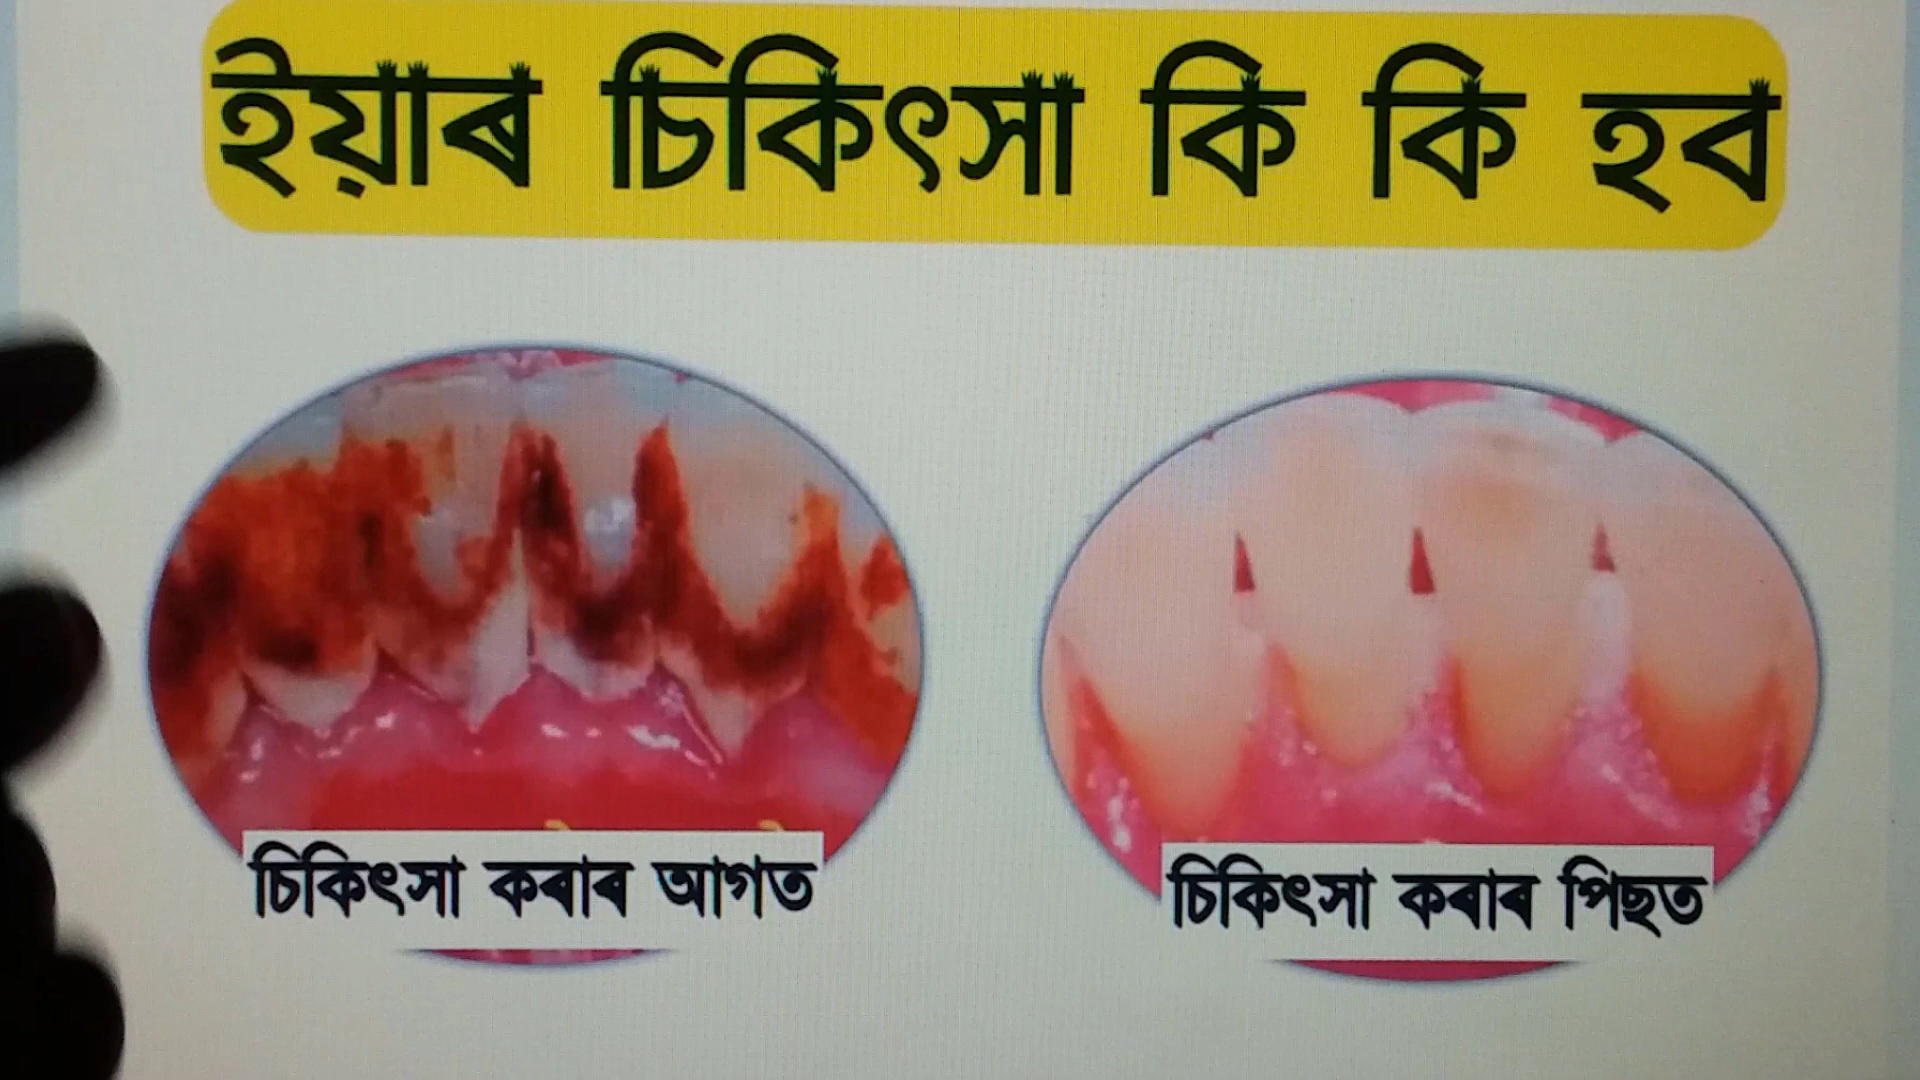 ইয়াৰ চিকিৎসা কি কি হব
চিকিৎসা কৰাৰ আগত
চিকিৎসা কৰাৰ পিছত